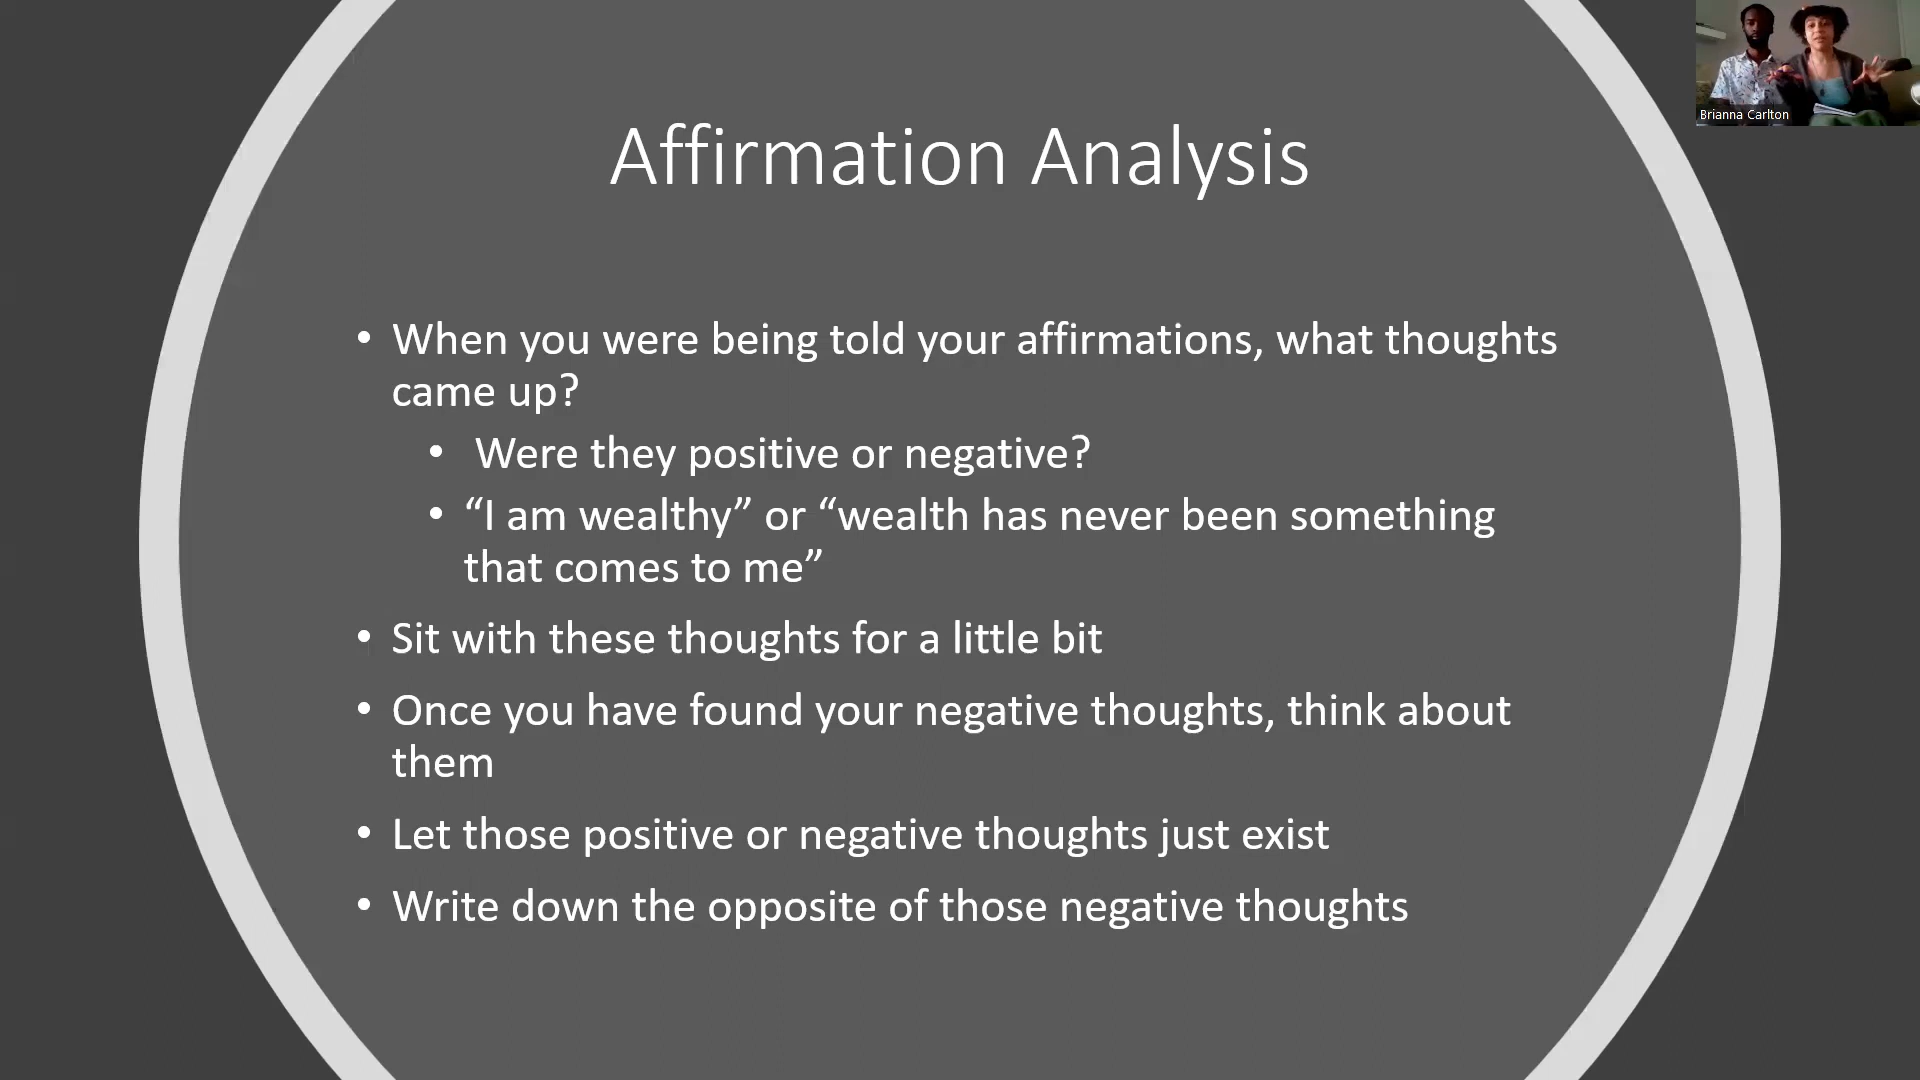 Brianna Carlton
Affirmation Analysis
• When you were being told your affirmations, what thoughts
came up?
• Were they positive or negative?
• “I am wealthy” or “wealth has never been something
that comes to me”
• Sit with these thoughts for a little bit
• Once you have found your negative thoughts, think about
them
• Let those positive or negative thoughts just exist
• Write down the opposite of those negative thoughts